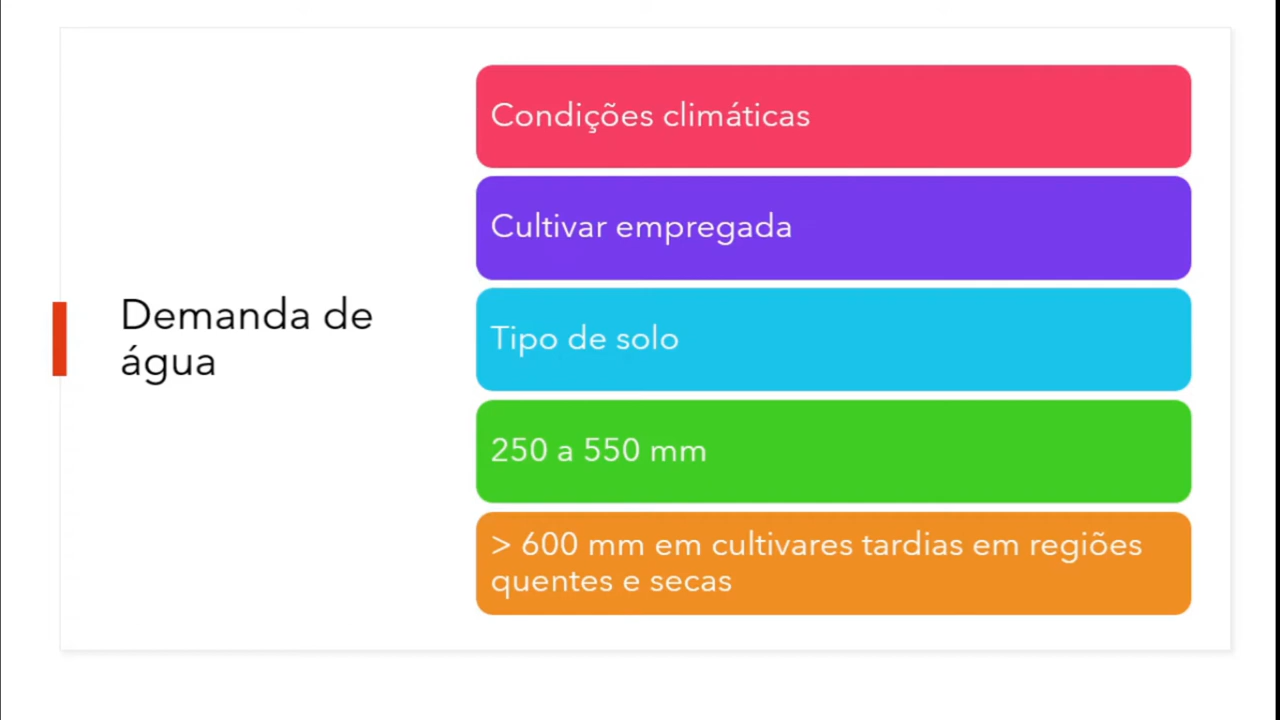 Demanda de
água
Condições climáticas
Cultivar empregada
Tipo de solo
250 a 550 mm
> 600 mm em cultivares tardias em regiões
quentes e secas